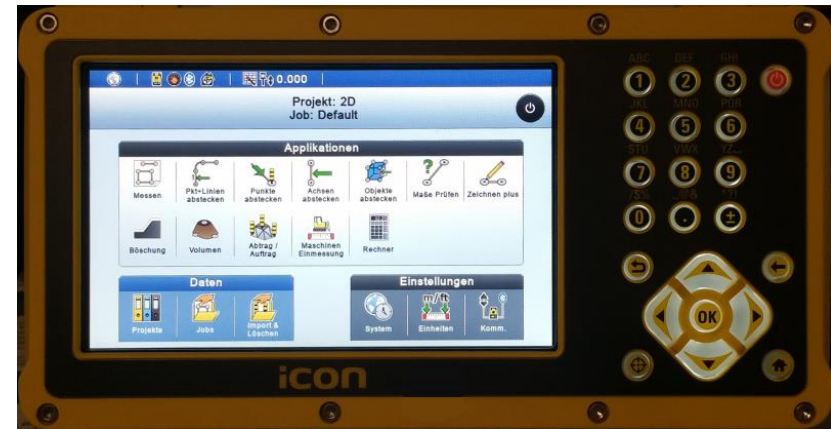 0.000
Projekt: 2D
Job: Default
Applikationen
Messen
Pkt+Linien
abstecken
Punkte
abstecken
Achsen
abstecken
Objekte
abstecken
Maße Prüfen
Zeichnen plus
Böschung
Volumen
Abtrag /
Auftrag
Maschinen
Einmessung
Rechner
Daten
Projekte
Jobs
Import &
Löschen
Einstellungen
System
m/ft
Einheiten
Komm.
ABC DEF GHI
1 2 3
JKL MNO PQR
4 5 6
STU VWX YZ
7 8 9
0 . ±
OK
icon